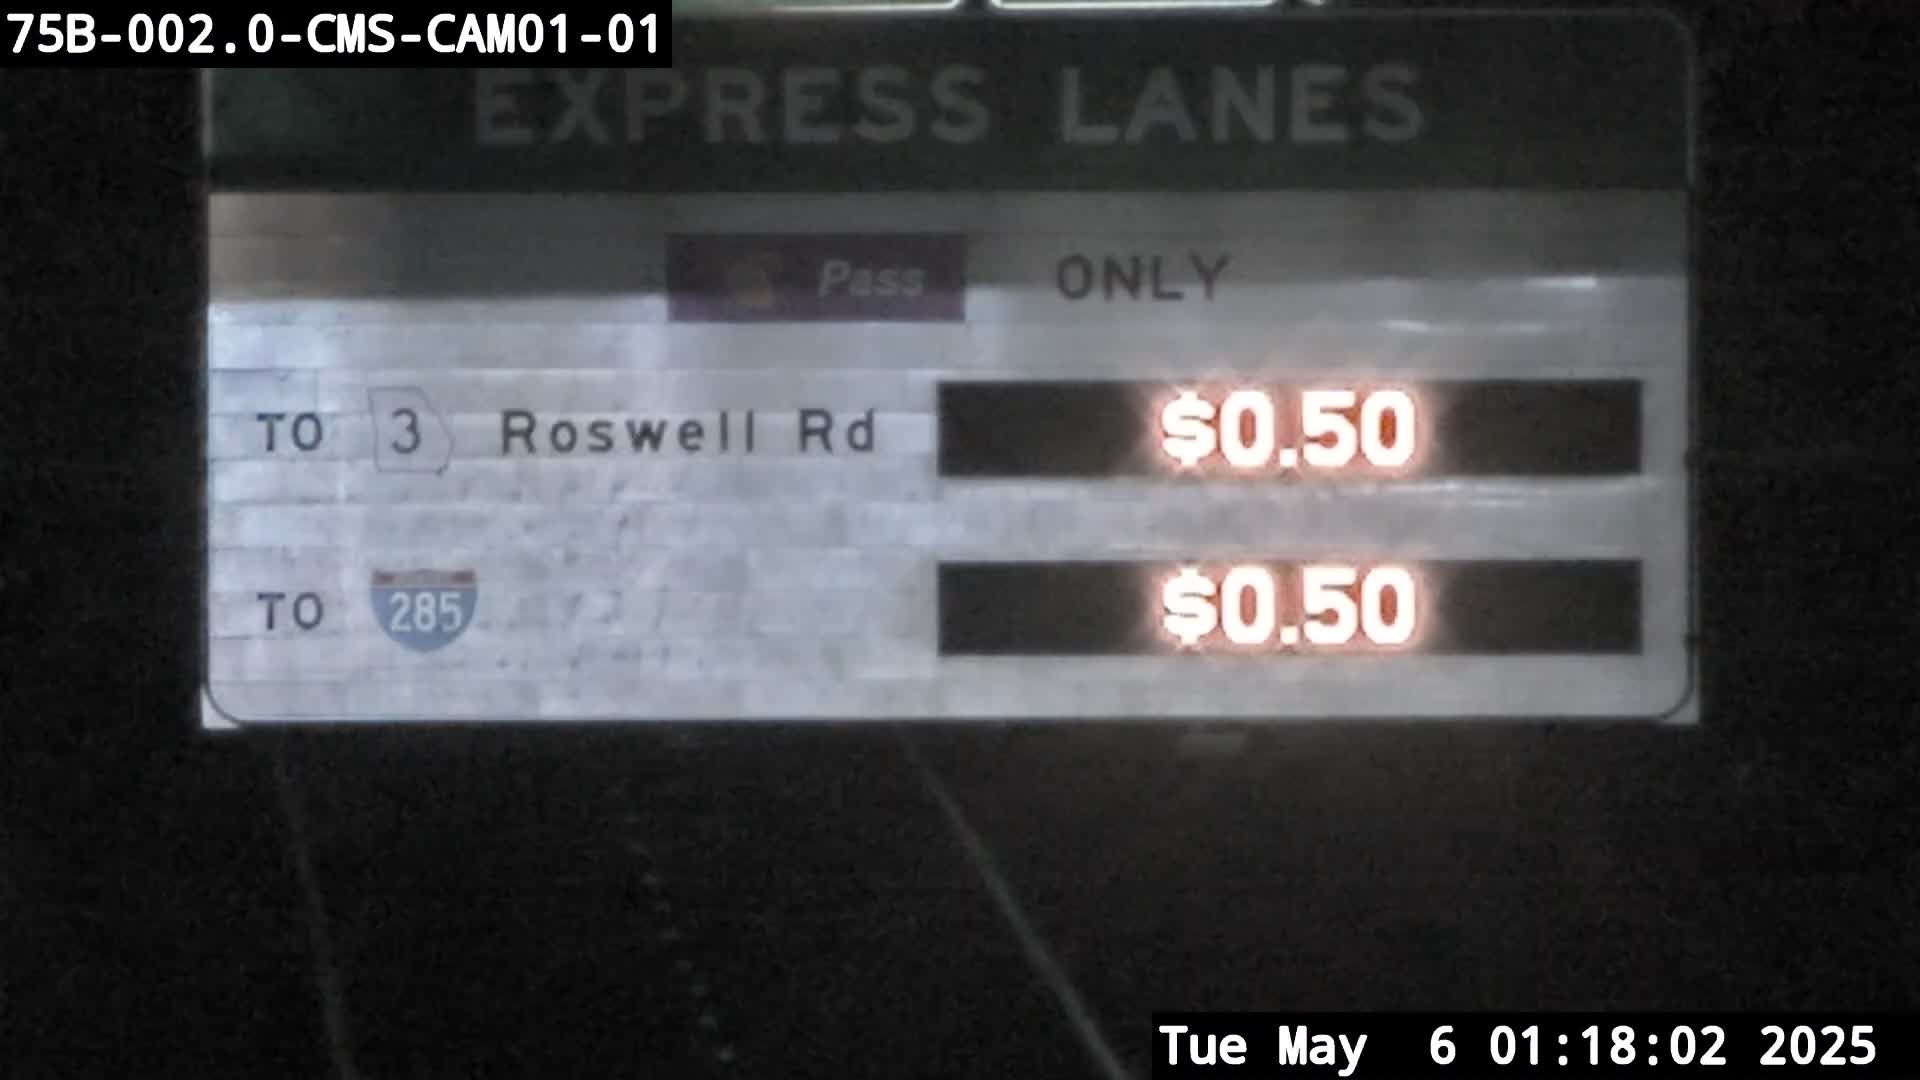 75B-002.0-CMS-CAM01-01
EXPRESS LANES
Pass ONLY
TO 3 Roswell Rd $0.50
TO 285 $0.50
Tue May 6 01:18:02 2025